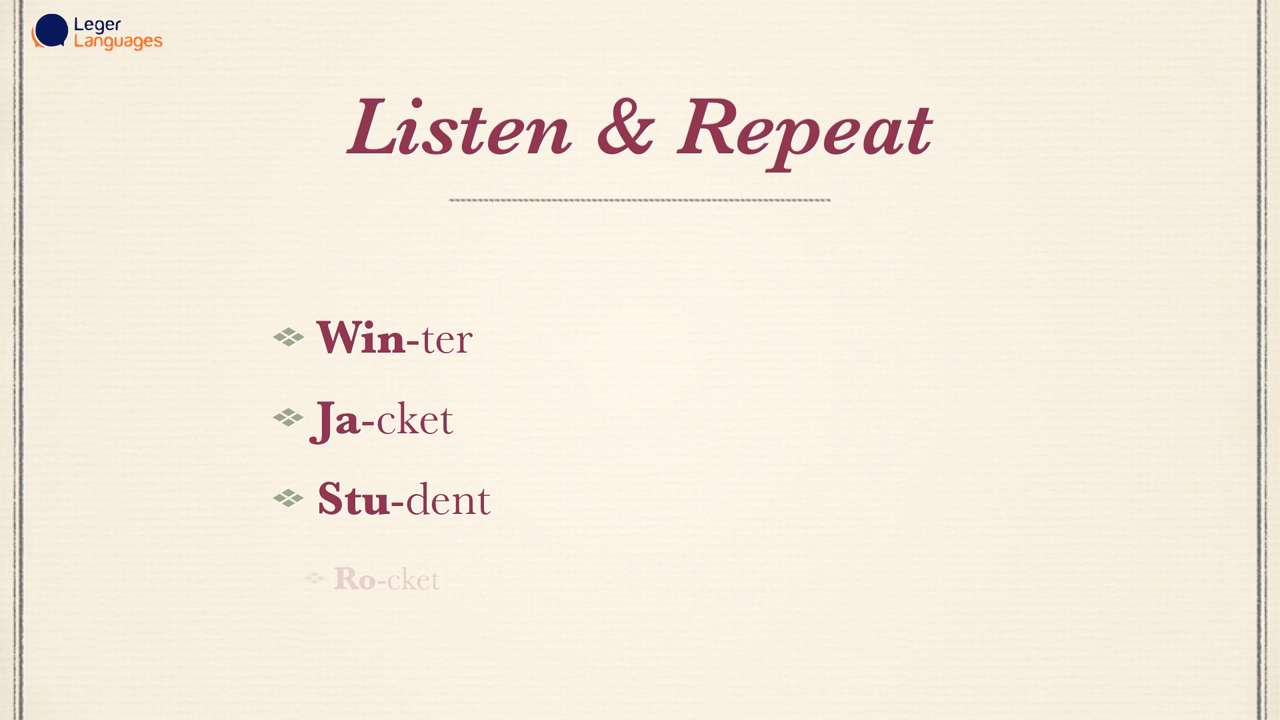 Leger
Languages
Listen & Repeat
Win-ter
Ja-cket
Stu-dent
Ro-cket